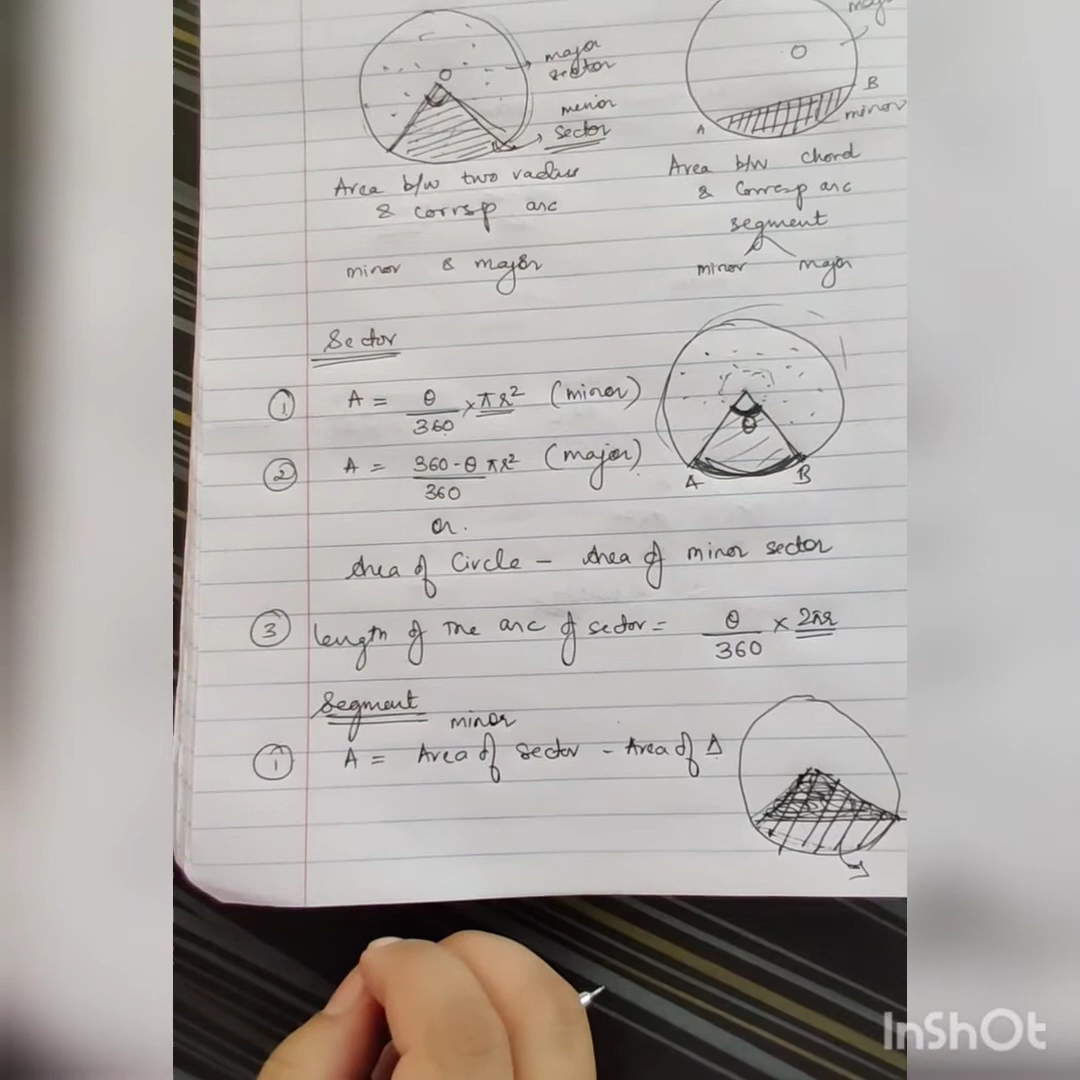 major
sector
O
menior
sector
Area b/w two radius
& corrsp arc
minor & major
O
B
minor
A
Area b/w chord
& Corresp arc
segment
minor major
Sector
① A = θ/360 × πr² (minor)
② A = 360-θ/360 πr² (major)
or.
Area of Circle - Area of minor sector
θ
A B
③ length of the arc of sector = θ/360 × 2πr
Segment
minor
① A = Area of sector - Area of Δ
InShOt